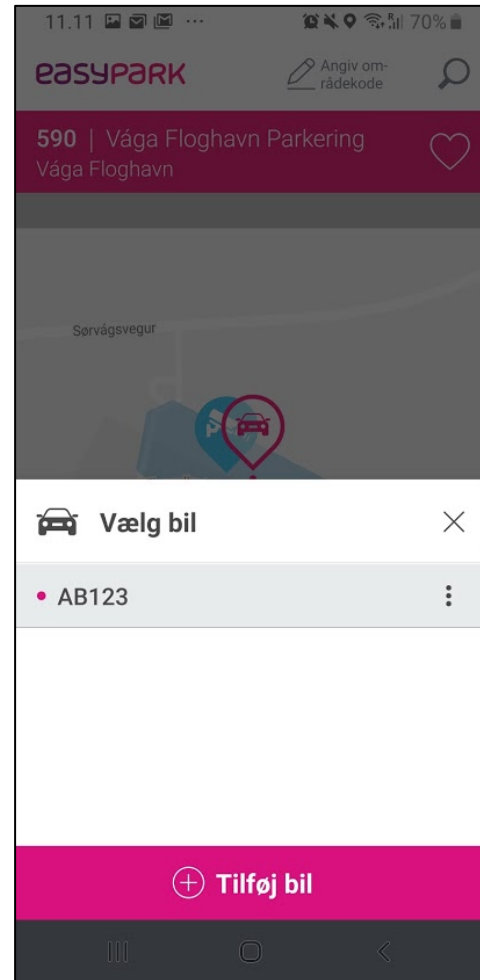 11.11 ... 70%
easypark
Angiv om-
rådekode
590 | Vága Floghavn Parkering
Vága Floghavn
Sørvágsvegur
P
Vælg bil
AB123
Tilføj bil